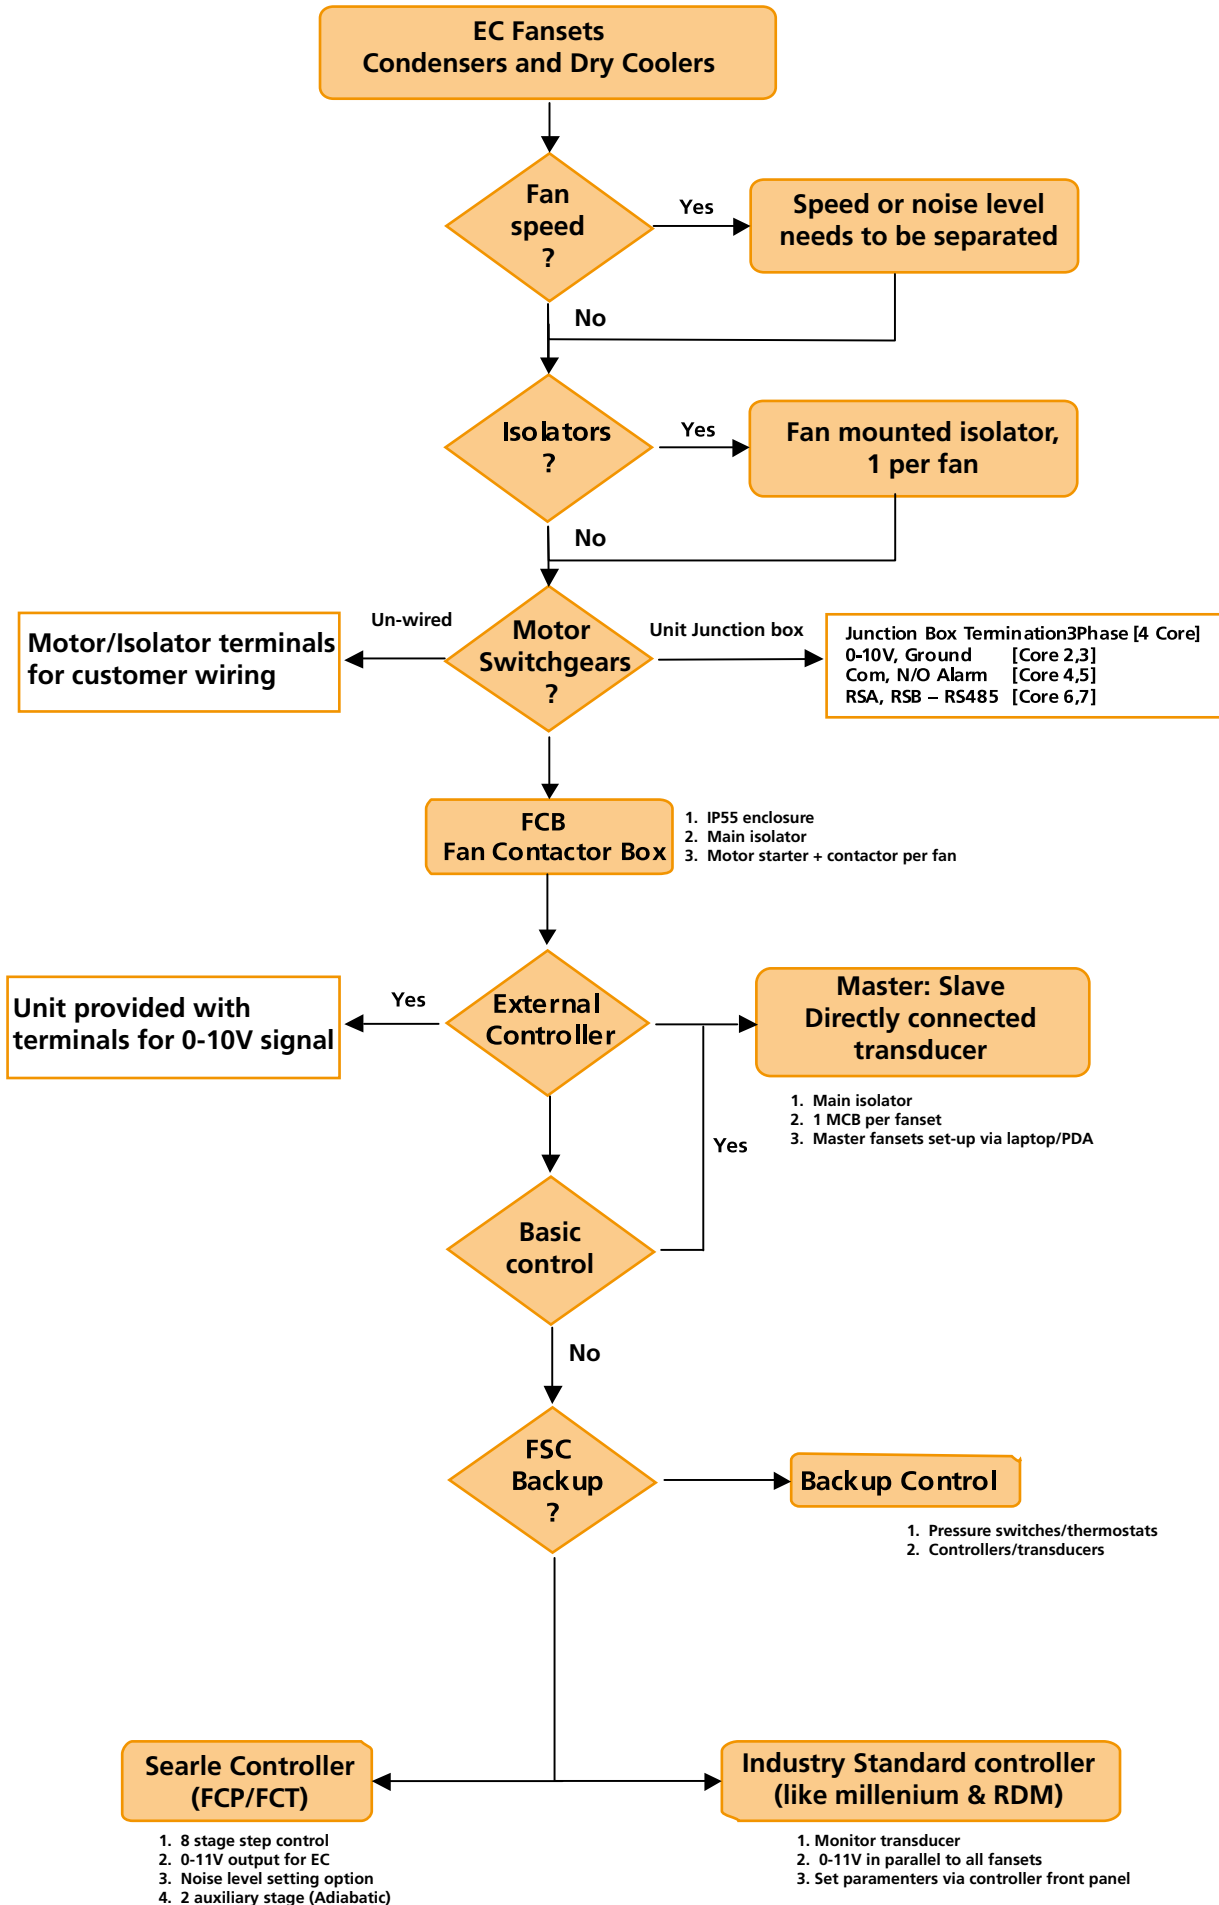 EC Fansets
Condensers and Dry Coolers
Fan
speed
?
Yes
Speed or noise level
needs to be separated
No
Isolators
?
Yes
Fan mounted isolator,
1 per fan
No
Un-wired
Motor/Isolator terminals
for customer wiring
Motor
Switchgears
?
Unit Junction box
Junction Box Termination3Phase [4 Core]
0-10V, Ground [Core 2,3]
Com, N/O Alarm [Core 4,5]
RSA, RSB – RS485 [Core 6,7]
FCB
Fan Contactor Box
1. IP55 enclosure
2. Main isolator
3. Motor starter + contactor per fan
Unit provided with
terminals for 0-10V signal
Yes
External
Controller
Master: Slave
Directly connected
transducer
1. Main isolator
2. 1 MCB per fanset
3. Master fansets set-up via laptop/PDA
Yes
Basic
control
No
FSC
Backup
?
Backup Control
1. Pressure switches/thermostats
2. Controllers/transducers
Searle Controller
(FCP/FCT)
1. 8 stage step control
2. 0-11V output for EC
3. Noise level setting option
4. 2 auxiliary stage (Adiabatic)
Industry Standard controller
(like millenium & RDM)
1. Monitor transducer
2. 0-11V in parallel to all fansets
3. Set paramenters via controller front panel